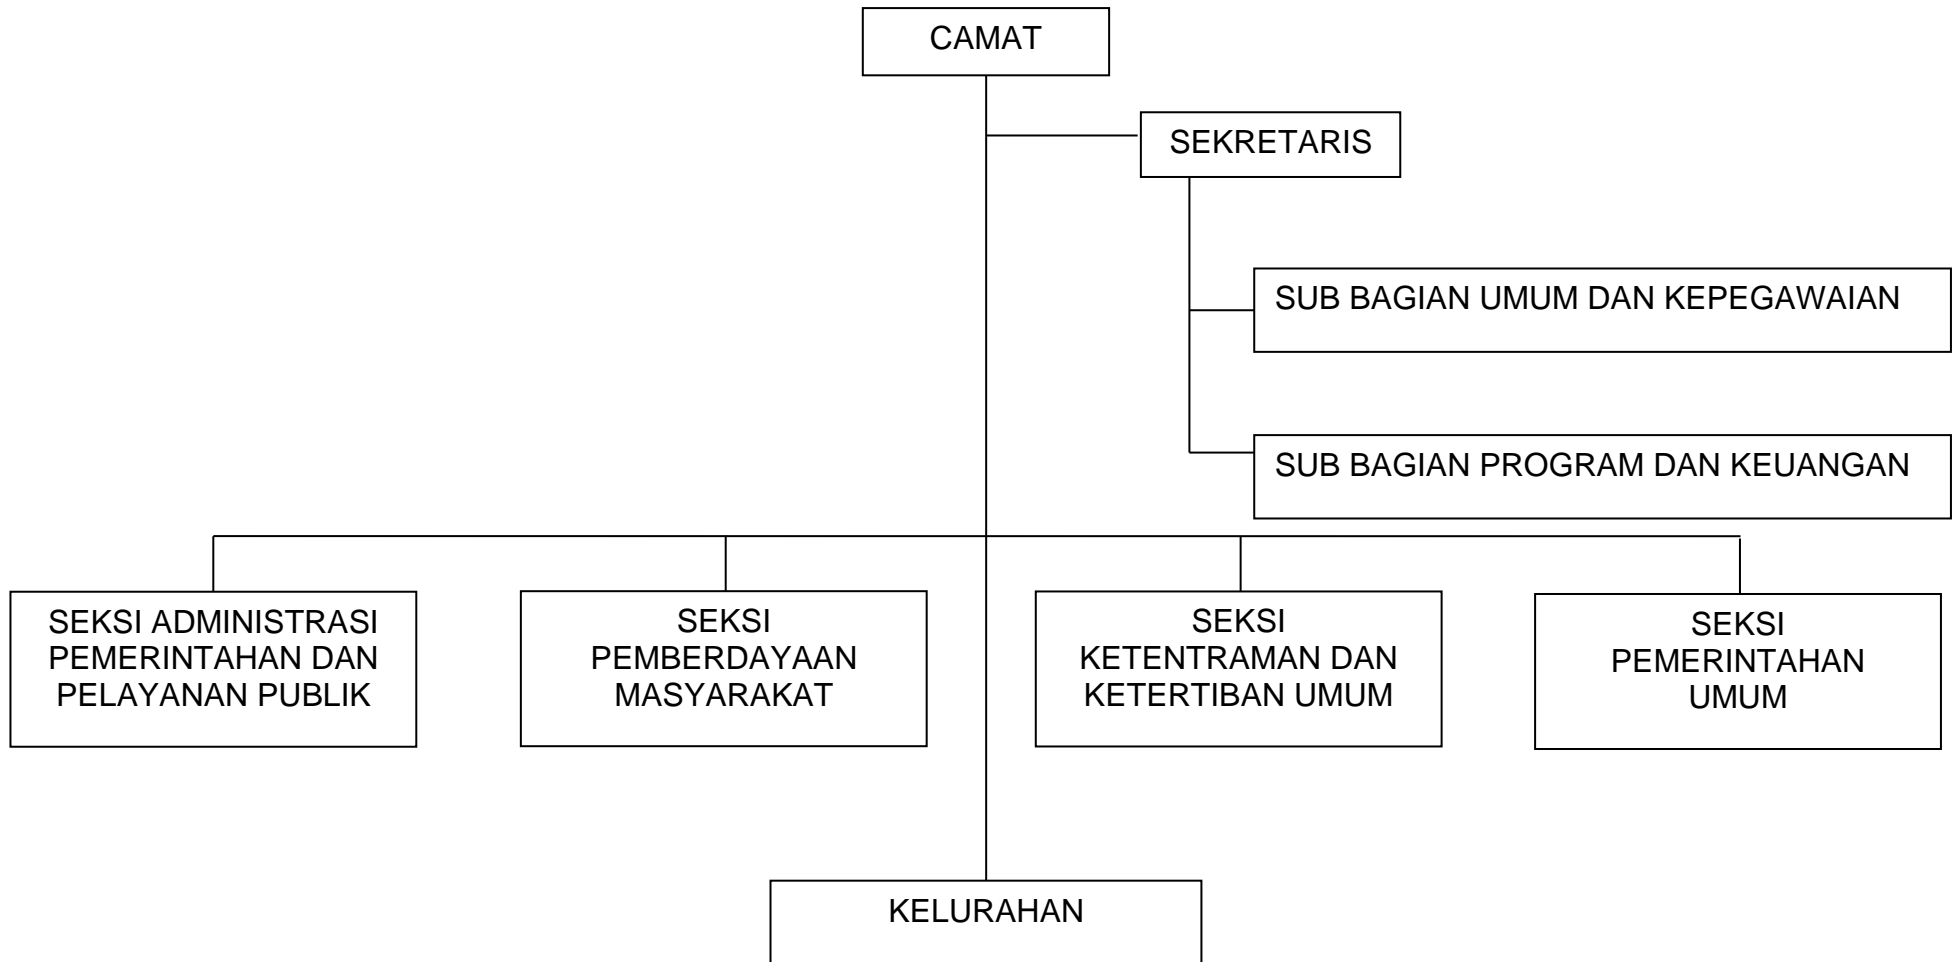 CAMAT
SEKRETARIS
SUB BAGIAN UMUM DAN KEPEGAWAIAN
SUB BAGIAN PROGRAM DAN KEUANGAN
SEKSI ADMINISTRASI
PEMERINTAHAN DAN
PELAYANAN PUBLIK
SEKSI
PEMBERDAYAAN
MASYARAKAT
SEKSI
KETENTRAMAN DAN
KETERTIBAN UMUM
SEKSI
PEMERINTAHAN
UMUM
KELURAHAN